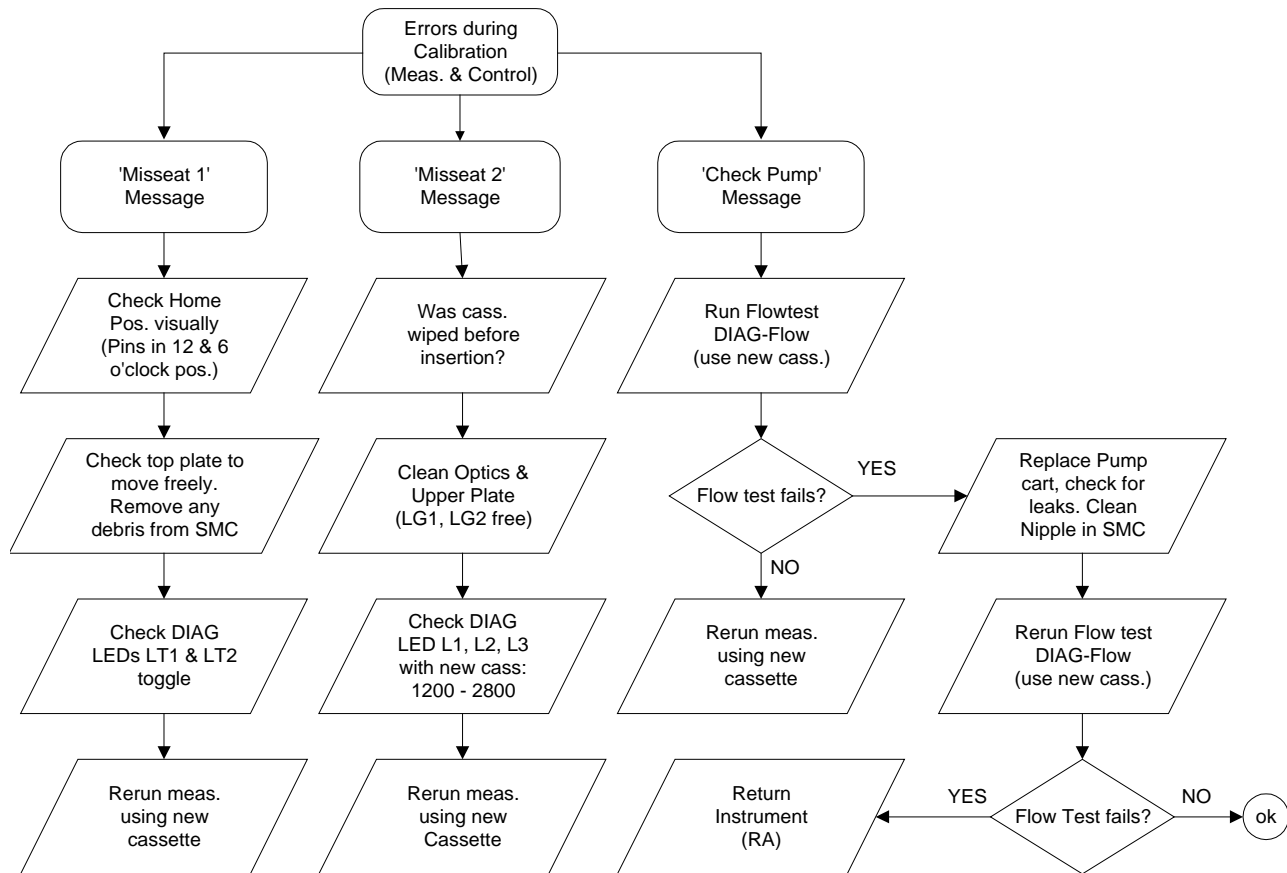 Errors during
Calibration
(Meas. & Control)
'Misseat 1'
Message
'Misseat 2'
Message
'Check Pump'
Message
Check Home
Pos. visually
(Pins in 12 & 6
o'clock pos.)
Was cass.
wiped before
insertion?
Run Flowtest
DIAG-Flow
(use new cass.)
Check top plate to
move freely.
Remove any
debris from SMC
Clean Optics &
Upper Plate
(LG1, LG2 free)
Flow test fails?
YES
Replace Pump
cart, check for
leaks. Clean
Nipple in SMC
NO
Check DIAG
LEDs LT1 & LT2
toggle
Check DIAG
LED L1, L2, L3
with new cass:
1200 - 2800
Rerun meas.
using new
cassette
Rerun Flow test
DIAG-Flow
(use new cass.)
Rerun meas.
using new
cassette
Rerun meas.
using new
Cassette
Return
Instrument
(RA)
YES
Flow Test fails?
NO
ok